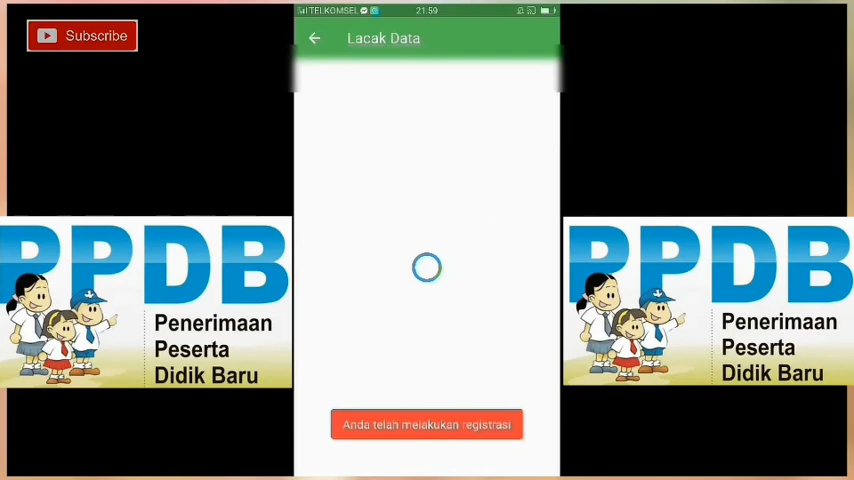 Subscribe
TELKOMSEL
21.59
Lacak Data
PPDB
Penerimaan
Peserta
Didik Baru
PPDB
Penerimaan
Peserta
Didik Baru
Anda telah melakukan registrasi